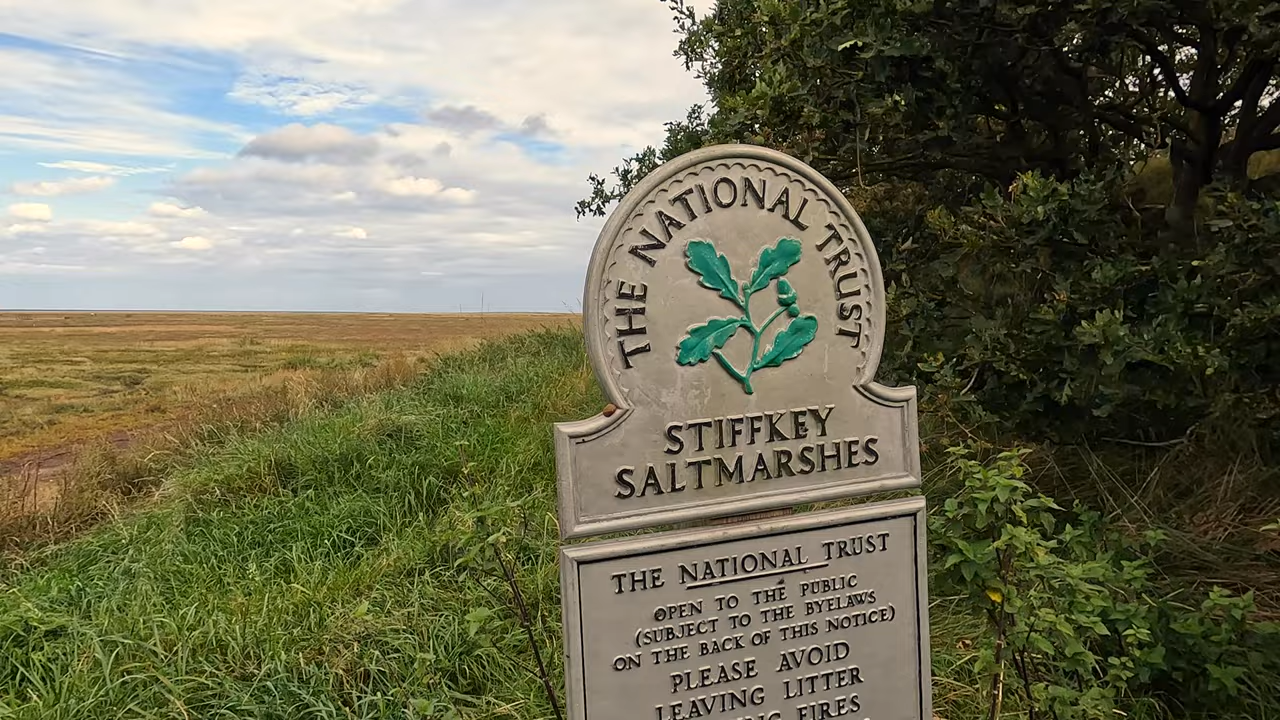 THE NATIONAL TRUST
STIFFKEY
SALTMARSHES
THE NATIONAL TRUST
OPEN TO THE PUBLIC
(SUBJECT TO THE BYELAWS
ON THE BACK OF THIS NOTICE)
PLEASE AVOID
LEAVING LITTER
FIRES